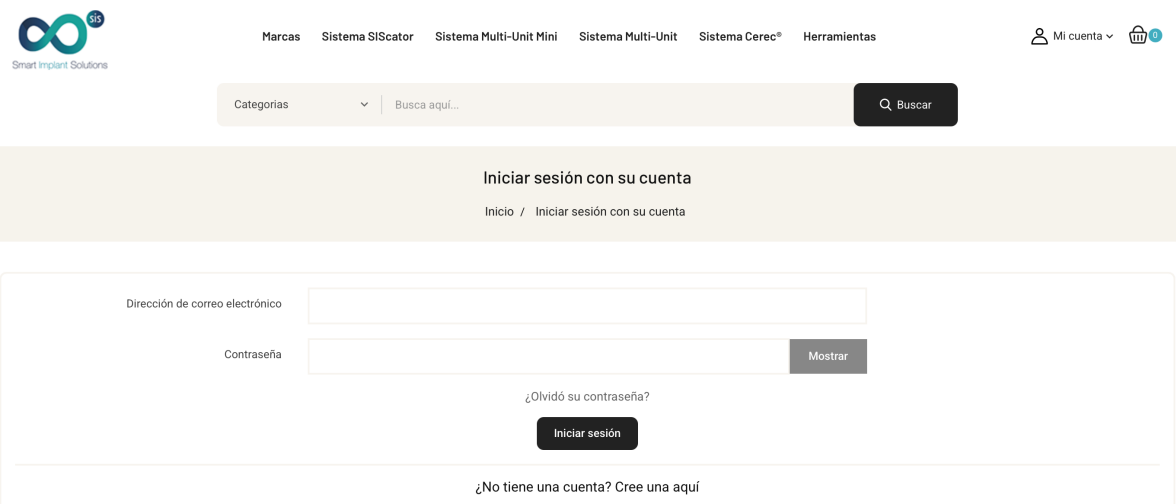 sis
Smart Implant Solutions
Marcas Sistema SIScator Sistema Multi-Unit Mini Sistema Multi-Unit Sistema Cerec® Herramientas
Mi cuenta
0
Categorias
Busca aquí...
Buscar
Iniciar sesión con su cuenta
Inicio / Iniciar sesión con su cuenta
Dirección de correo electrónico
Contraseña
Mostrar
¿Olvidó su contraseña?
Iniciar sesión
¿No tiene una cuenta? Cree una aquí